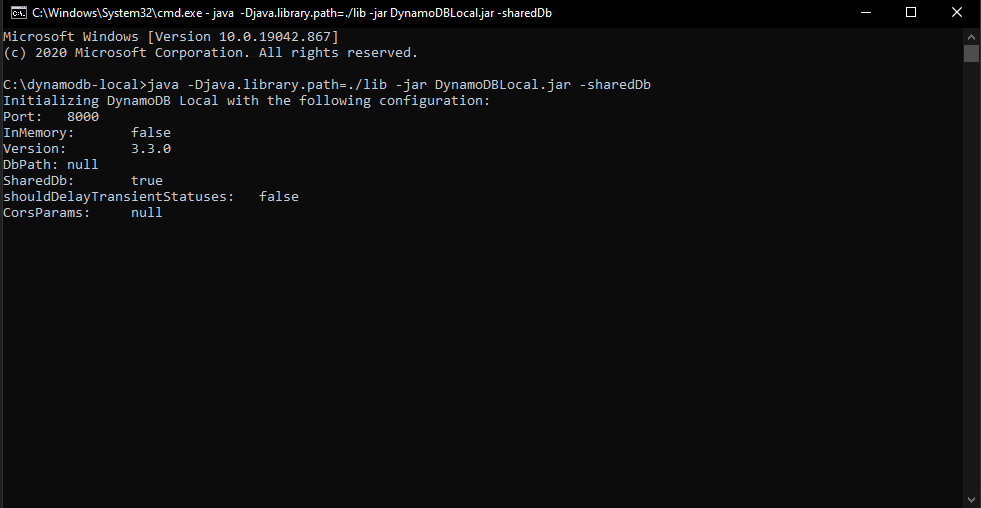 C:\Windows\System32\cmd.exe - java -Djava.library.path=./lib -jar DynamoDBLocal.jar -sharedDb
Microsoft Windows [Version 10.0.19042.867]
(c) 2020 Microsoft Corporation. All rights reserved.
C:\dynamodb-local>java -Djava.library.path=./lib -jar DynamoDBLocal.jar -sharedDb
Initializing DynamoDB Local with the following configuration:
Port: 8000
InMemory: false
Version: 3.3.0
DbPath: null
SharedDb: true
shouldDelayTransientStatuses: false
CorsParams: null